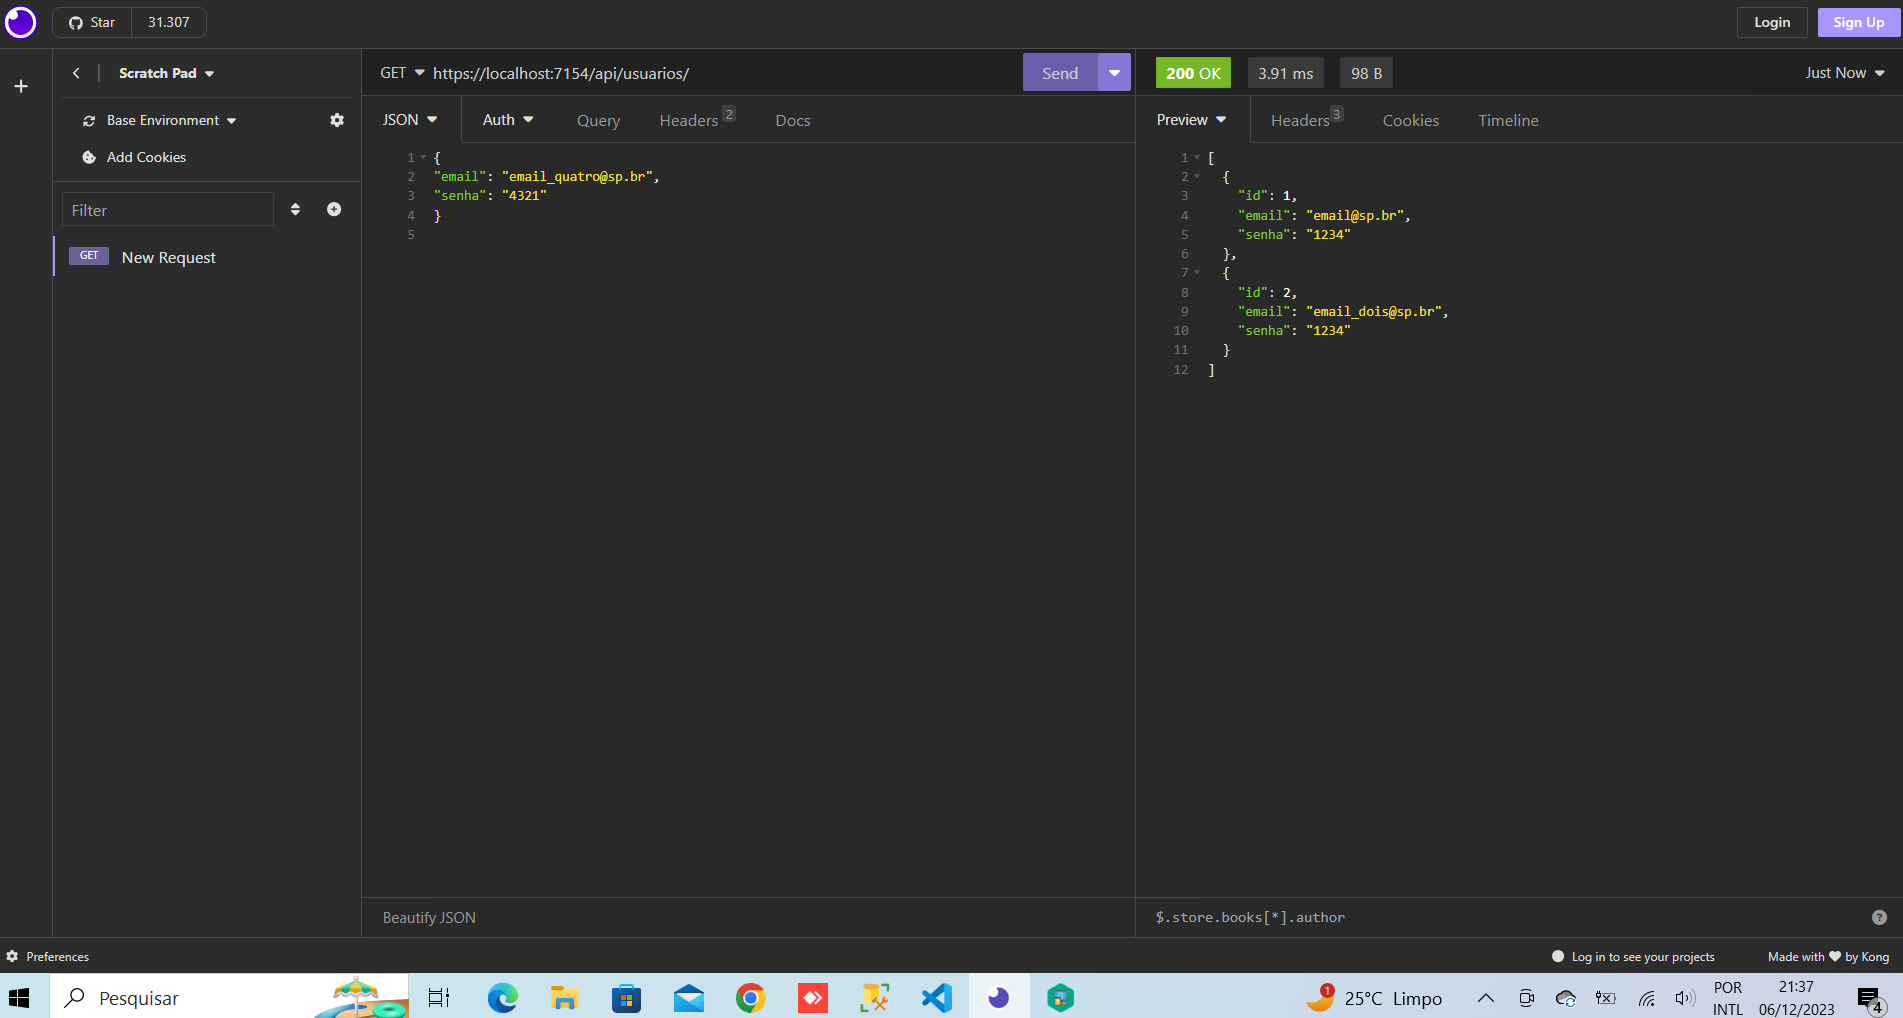 Star 31.307
Login Sign Up
Scratch Pad
GET https://localhost:7154/api/usuarios/ Send
200 OK 3.91 ms 98 B Just Now
Base Environment
Add Cookies
Filter
GET New Request
JSON Auth Query Headers 2 Docs
1 {
2 "email": "email_quatro@sp.br",
3 "senha": "4321"
4 }
5
Beautify JSON
Preview Headers 3 Cookies Timeline
1 [
2 {
3 "id": 1,
4 "email": "email@sp.br",
5 "senha": "1234"
6 },
7 {
8 "id": 2,
9 "email": "email_dois@sp.br",
10 "senha": "1234"
11 }
12 ]
$.store.books[*].author ?
Preferences
Log in to see your projects Made with ❤ by Kong
Pesquisar
1 25°C Limpo
POR
INTL
21:37
06/12/2023
4